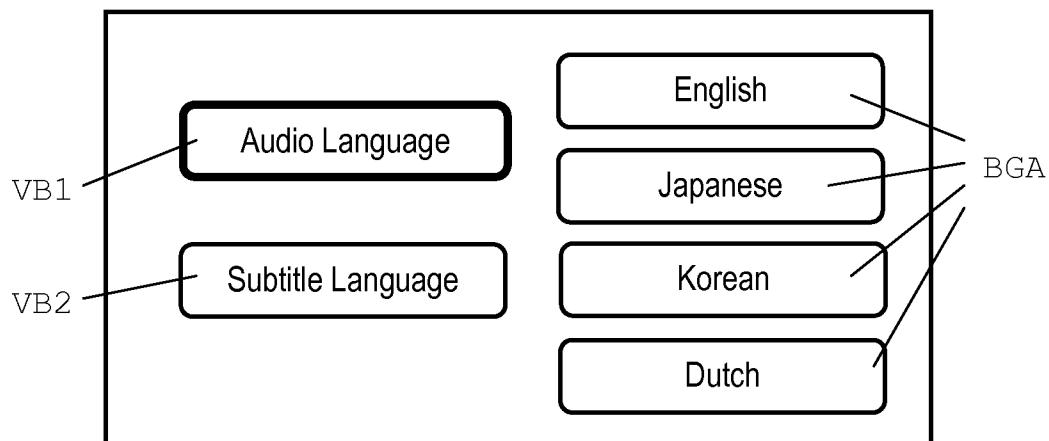 English
Audio Language
VB1
Japanese
BGA
Subtitle Language
VB2
Korean
Dutch